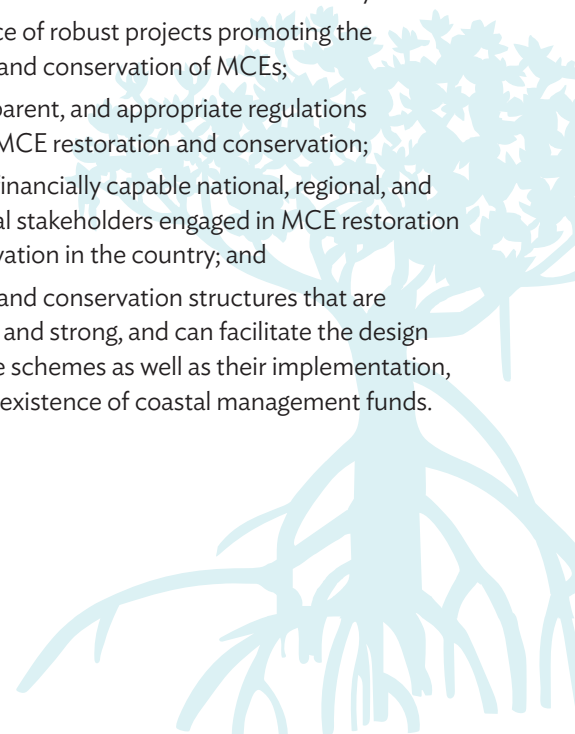 ce of robust projects promoting the
and conservation of MCEs;
parent, and appropriate regulations
MCE restoration and conservation;
financially capable national, regional, and
al stakeholders engaged in MCE restoration
vation in the country; and
and conservation structures that are
and strong, and can facilitate the design
e schemes as well as their implementation,
existence of coastal management funds.